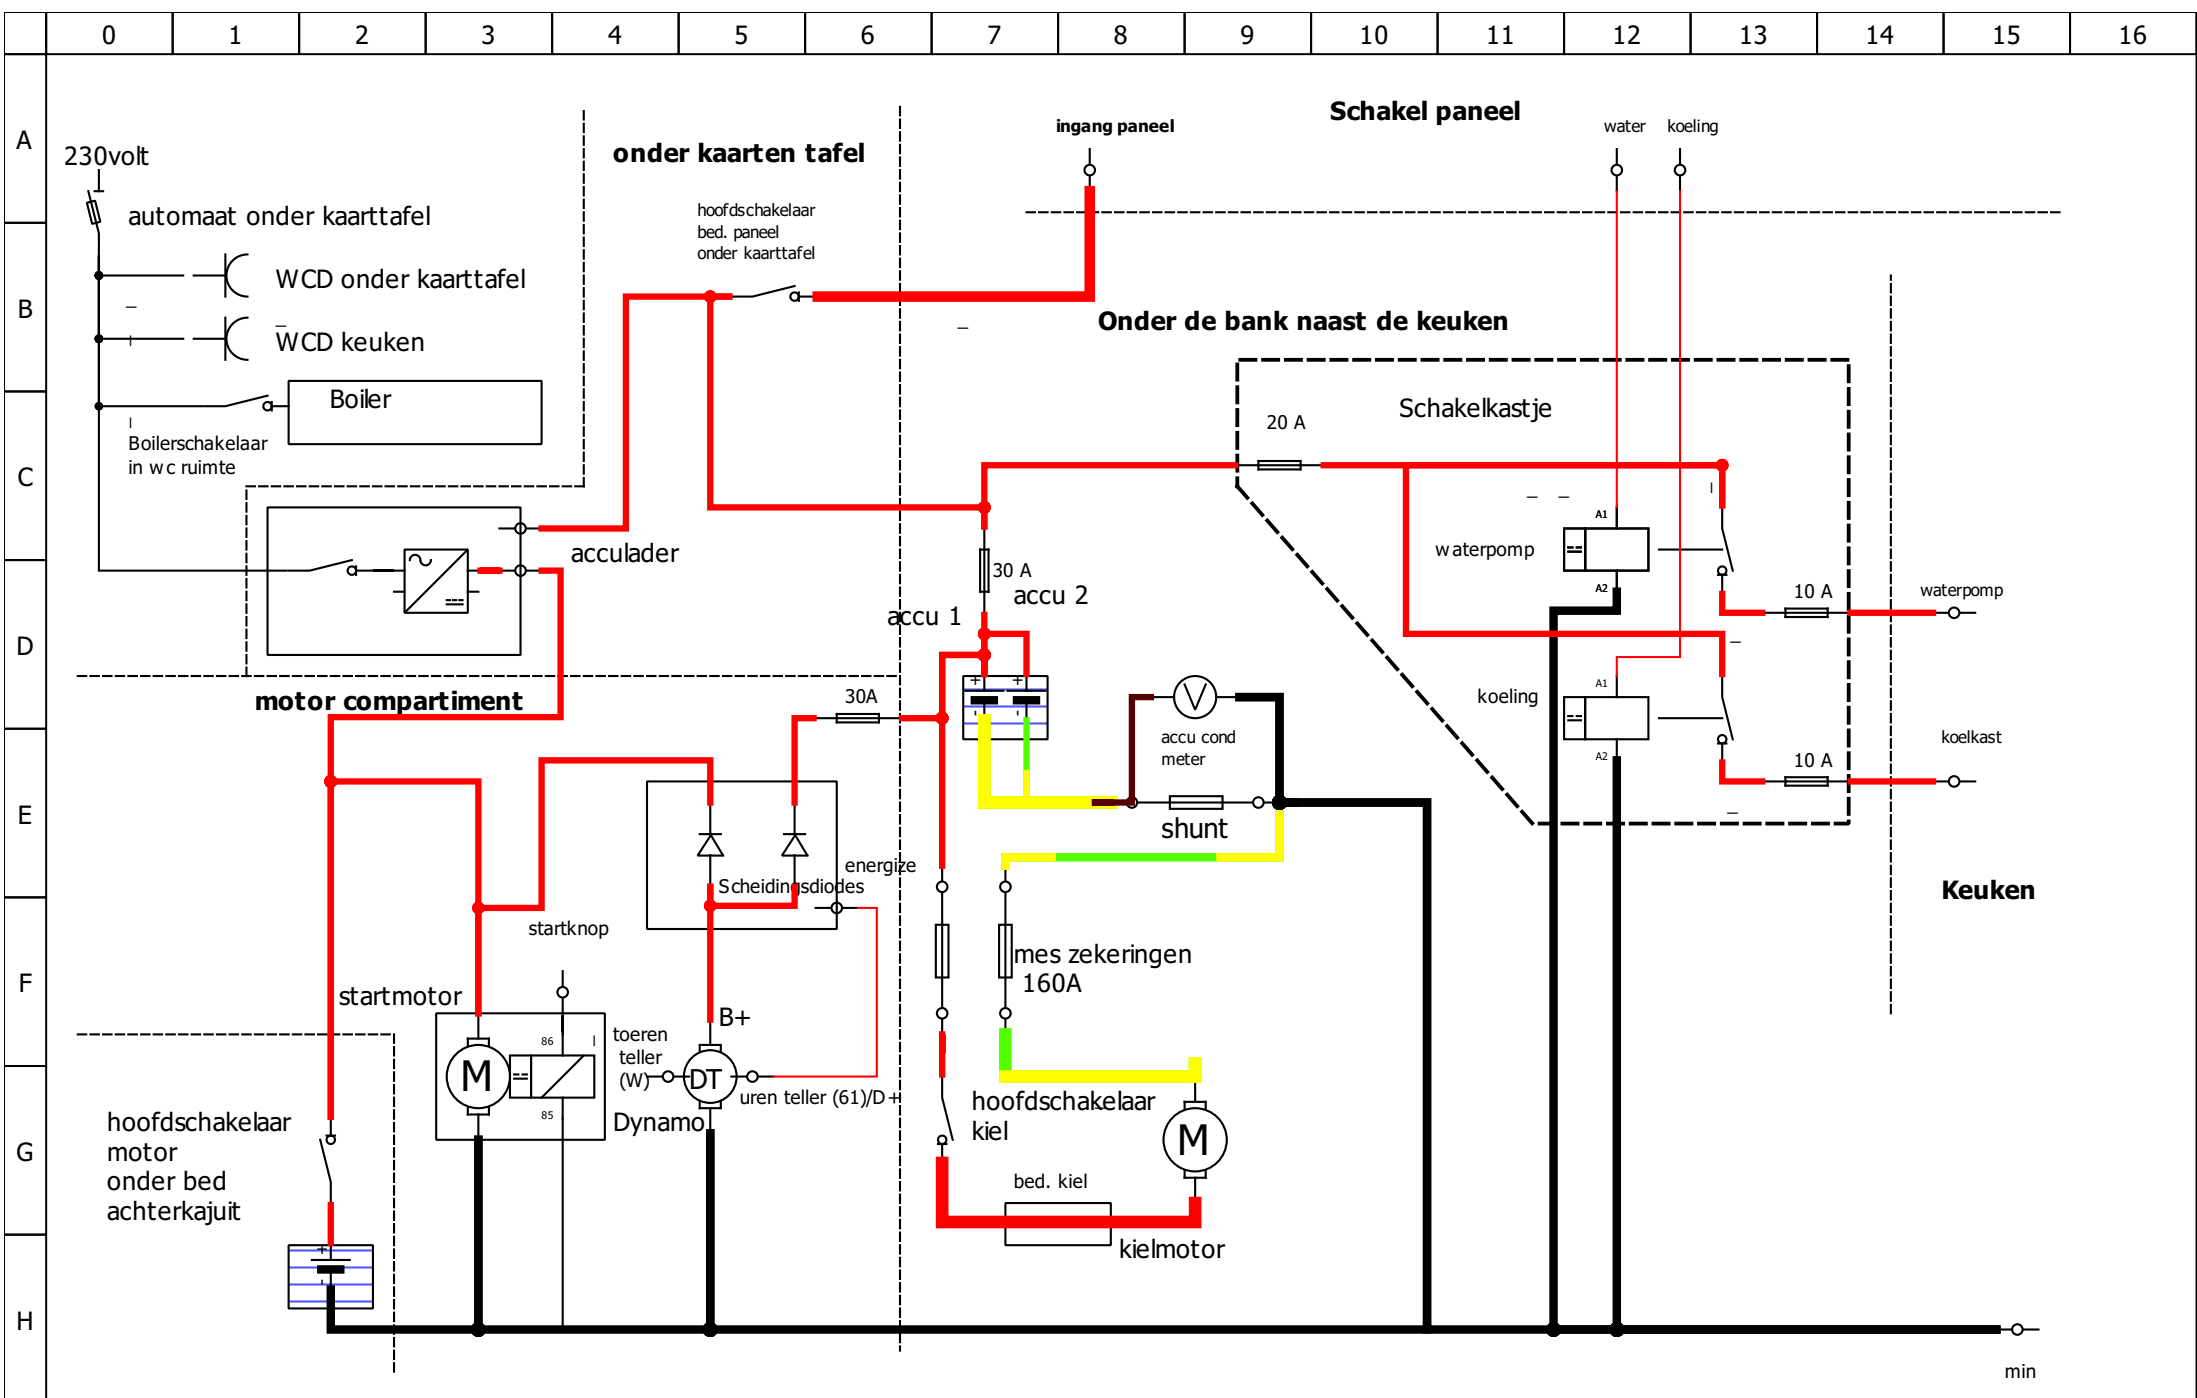 0 1 2 3 4 5 6 7 8 9 10 11 12 13 14 15 16
A
B
C
D
E
F
G
H
230volt
automaat onder kaarttafel
WCD onder kaarttafel
WCD keuken
Boiler
Boilerschakelaar
in wc ruimte
onder kaarten tafel
hoofdschakelaar
bed. paneel
onder kaarttafel
ingang paneel
Schakel paneel
water
koeling
Onder de bank naast de keuken
Schakelkastje
20 A
acculader
30 A
accu 2
accu 1
waterpomp
A1
A2
10 A
waterpomp
koeling
A1
A2
10 A
koelkast
Keuken
motor compartiment
30A
+ +
- -
V
accu cond
meter
shunt
energize
Scheidingsdiodes
startknop
startmotor
M
86
85
B+
toeren
teller
(W)
DT
uren teller (61)/D+
Dynamo
mes zekeringen
160A
hoofdschakelaar
kiel
M
bed. kiel
kielmotor
hoofdschakelaar
motor
onder bed
achterkajuit
+
-
min